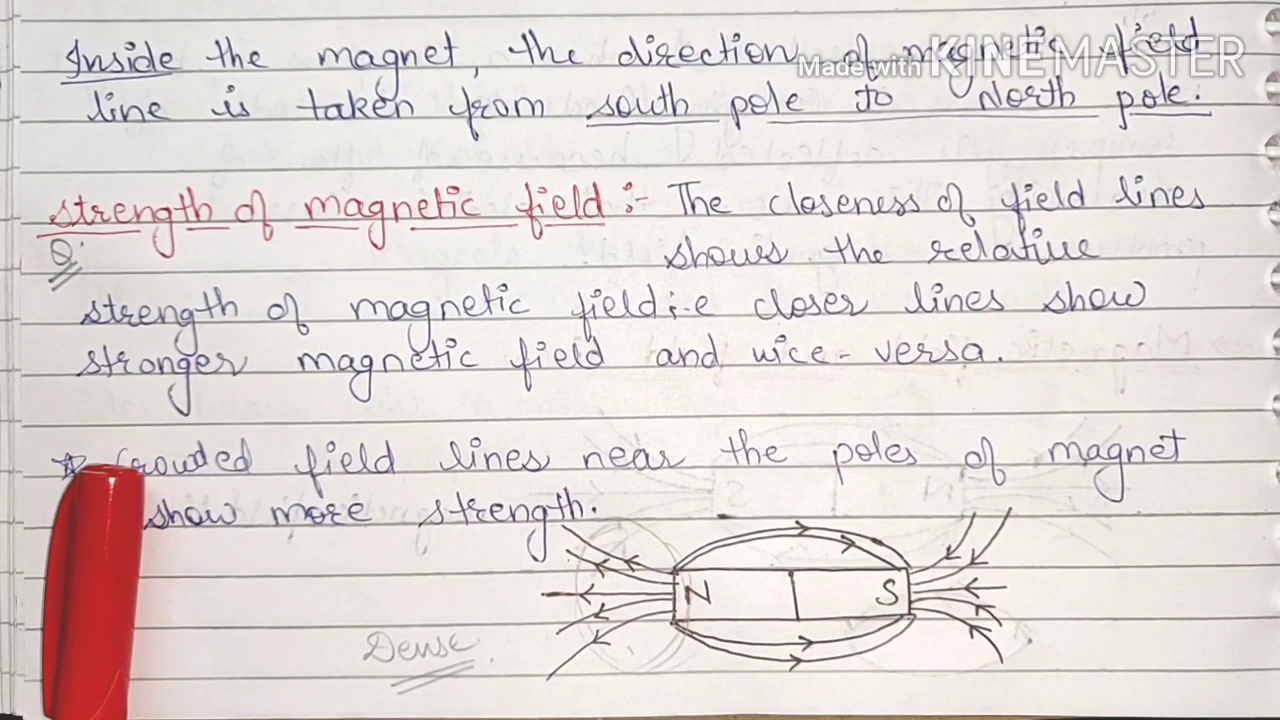 Inside the magnet, the direction of magnetic field
Made with KINEMASTER
line is taken from south pole to North pole.
strength of magnetic field :- The closeness of field lines
Q.
shows the relative
strength of magnetic field i.e closer lines show
stronger magnetic field and vice-versa.
Crowded field lines near the poles of magnet
show more strength.
N S
Dense